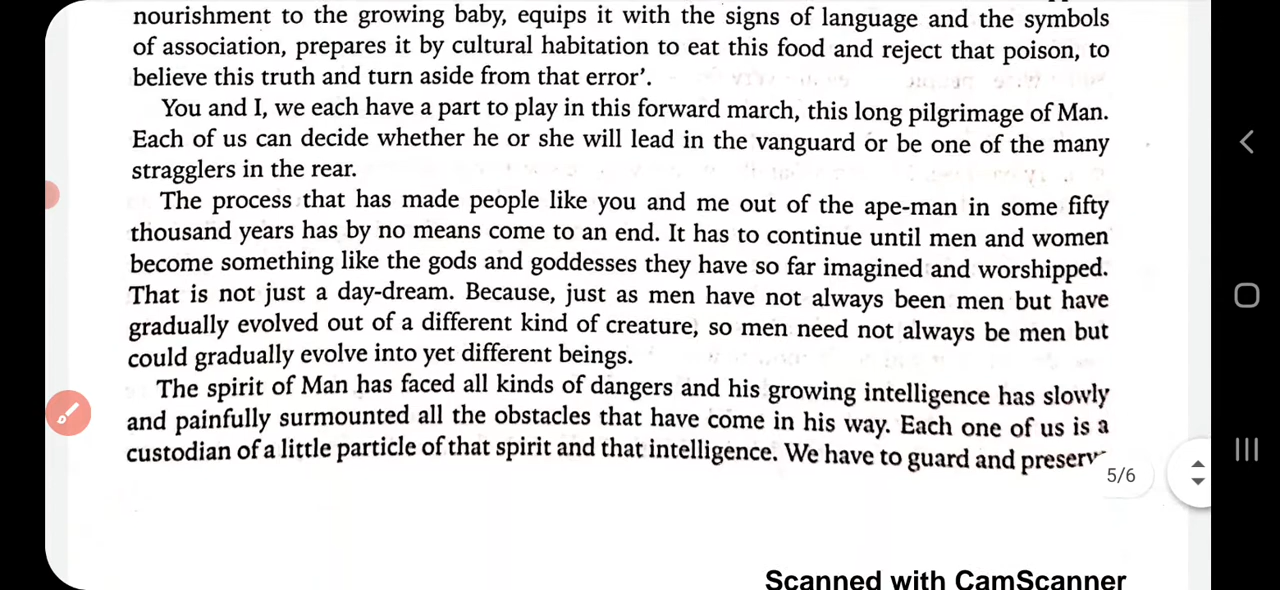 nourishment to the growing baby, equips it with the signs of language and the symbols
of association, prepares it by cultural habitation to eat this food and reject that poison, to
believe this truth and turn aside from that error'.
You and I, we each have a part to play in this forward march, this long pilgrimage of Man.
Each of us can decide whether he or she will lead in the vanguard or be one of the many
stragglers in the rear.
The process that has made people like you and me out of the ape-man in some fifty
thousand years has by no means come to an end. It has to continue until men and women
become something like the gods and goddesses they have so far imagined and worshipped.
That is not just a day-dream. Because, just as men have not always been men but have
gradually evolved out of a different kind of creature, so men need not always be men but
could gradually evolve into yet different beings.
The spirit of Man has faced all kinds of dangers and his growing intelligence has slowly
and painfully surmounted all the obstacles that have come in his way. Each one of us is a
custodian of a little particle of that spirit and that intelligence. We have to guard and
5/6
Scanned with CamScanner